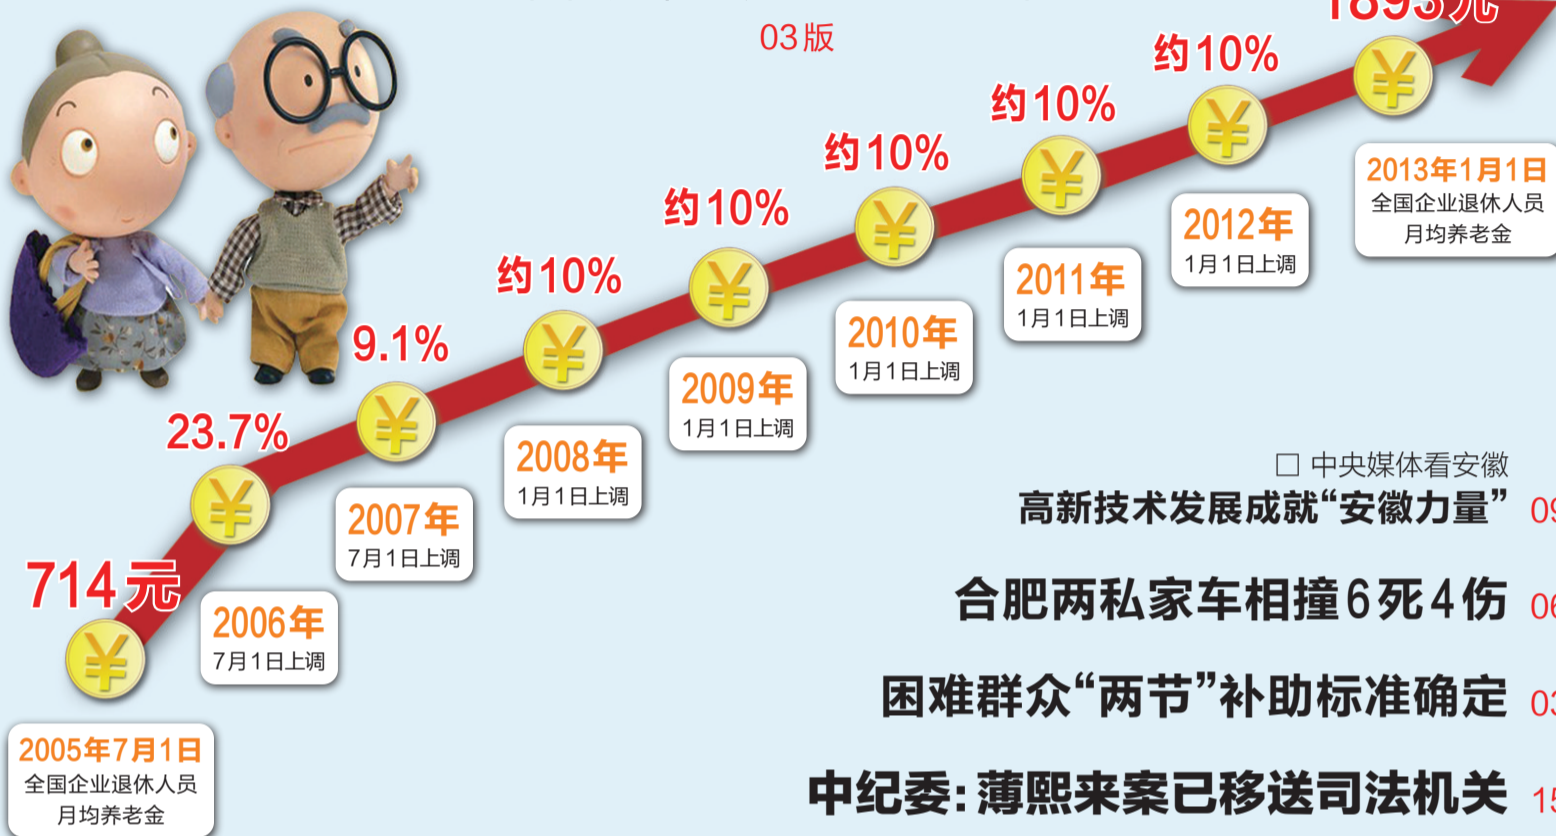 03版
1893元
约10%
约10%
约10%
约10%
约10%
9.1%
23.7%
714元
2013年1月1日
全国企业退休人员
月均养老金
2012年
1月1日上调
2011年
1月1日上调
2010年
1月1日上调
2009年
1月1日上调
2008年
1月1日上调
2007年
7月1日上调
2006年
7月1日上调
2005年7月1日
全国企业退休人员
月均养老金
□ 中央媒体看安徽
高新技术发展成就“安徽力量” 09
合肥两私家车相撞6死4伤 06
困难群众“两节”补助标准确定 03
中纪委:薄熙来案已移送司法机关 15